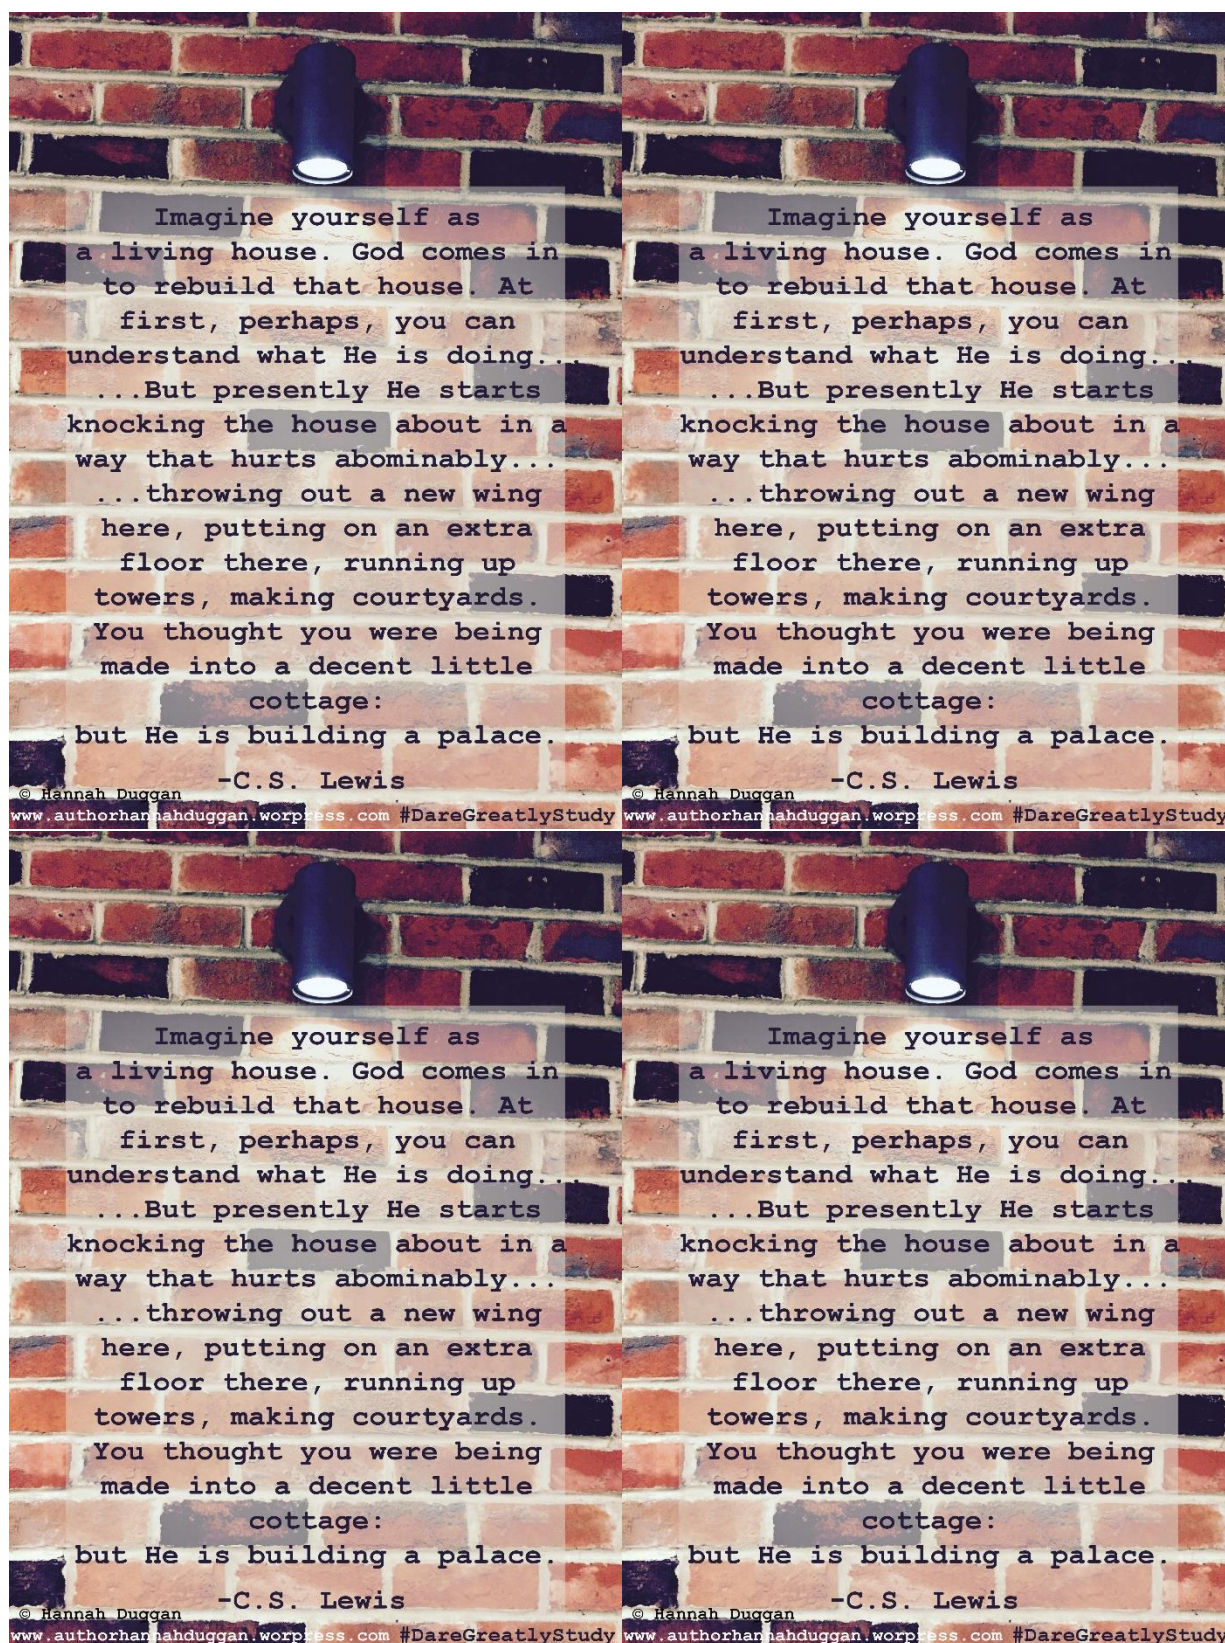 Imagine yourself as
a living house. God comes in
to rebuild that house. At
first, perhaps, you can
understand what He is doing...
...But presently He starts
knocking the house about in a
way that hurts abominably...
...throwing out a new wing
here, putting on an extra
floor there, running up
towers, making courtyards.
You thought you were being
made into a decent little
cottage:
but He is building a palace.
-C.S. Lewis
© Hannah Duggan
www.authorhannahduggan.worpress.com #DareGreatlyStudy
Imagine yourself as
a living house. God comes in
to rebuild that house. At
first, perhaps, you can
understand what He is doing...
...But presently He starts
knocking the house about in a
way that hurts abominably...
...throwing out a new wing
here, putting on an extra
floor there, running up
towers, making courtyards.
You thought you were being
made into a decent little
cottage:
but He is building a palace.
-C.S. Lewis
© Hannah Duggan
www.authorhannahduggan.worpress.com #DareGreatlyStudy
Imagine yourself as
a living house. God comes in
to rebuild that house. At
first, perhaps, you can
understand what He is doing...
...But presently He starts
knocking the house about in a
way that hurts abominably...
...throwing out a new wing
here, putting on an extra
floor there, running up
towers, making courtyards.
You thought you were being
made into a decent little
cottage:
but He is building a palace.
-C.S. Lewis
© Hannah Duggan
www.authorhannahduggan.worpress.com #DareGreatlyStudy
Imagine yourself as
a living house. God comes in
to rebuild that house. At
first, perhaps, you can
understand what He is doing...
...But presently He starts
knocking the house about in a
way that hurts abominably...
...throwing out a new wing
here, putting on an extra
floor there, running up
towers, making courtyards.
You thought you were being
made into a decent little
cottage:
but He is building a palace.
-C.S. Lewis
© Hannah Duggan
www.authorhannahduggan.worpress.com #DareGreatlyStudy